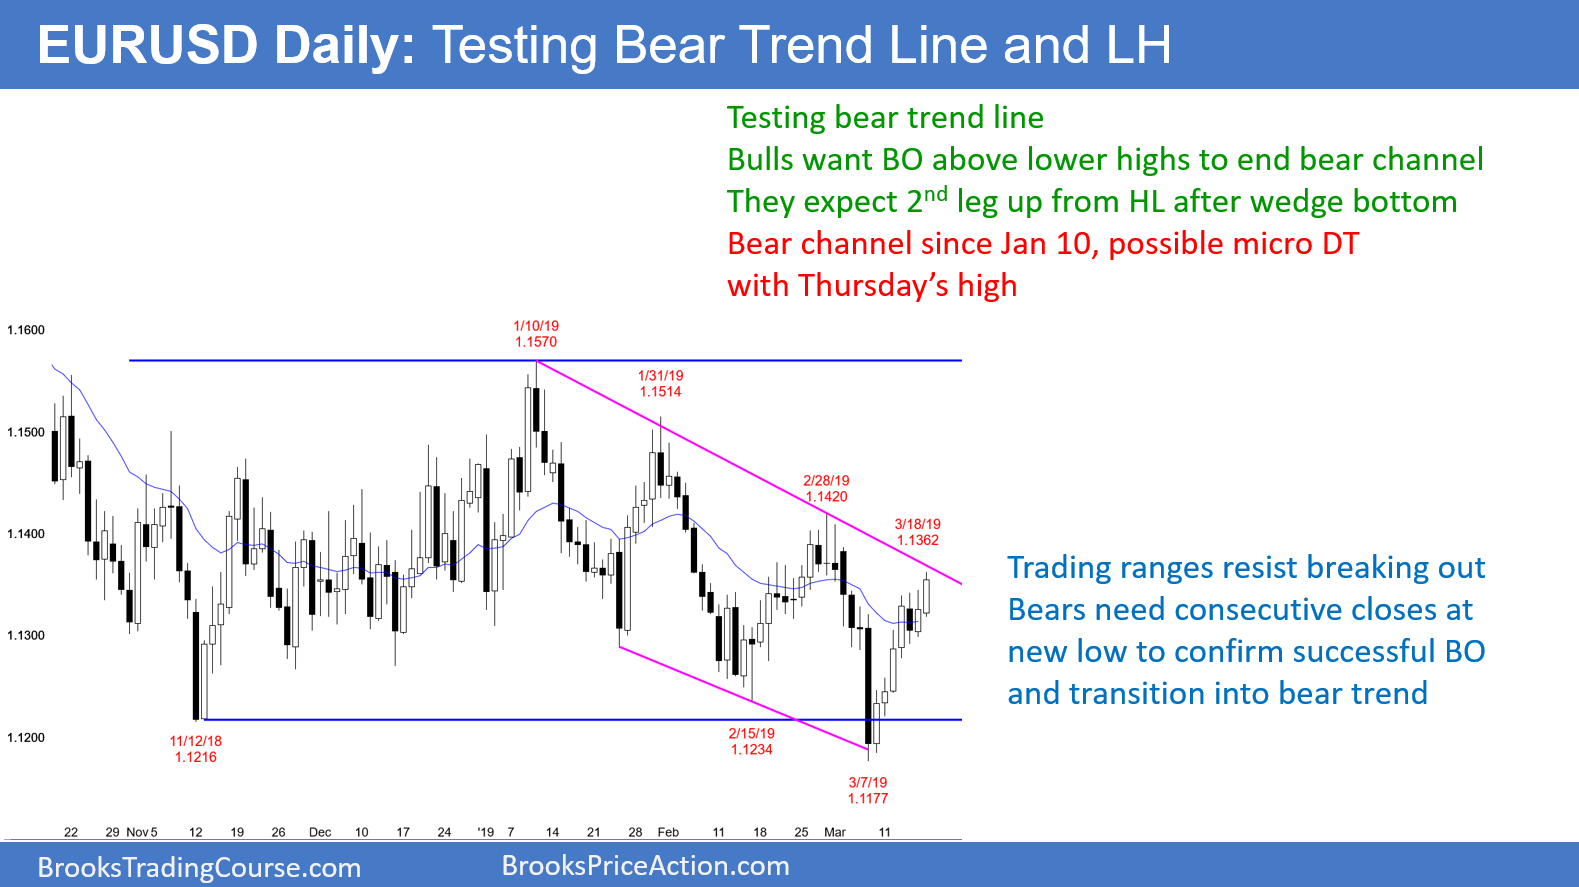 EURUSD Daily: Testing Bear Trend Line and LH
Testing bear trend line
Bulls want BO above lower highs to end bear channel
They expect 2nd leg up from HL after wedge bottom
Bear channel since Jan 10, possible micro DT
with Thursday’s high
1.1600
1.1500
1.1400
1.1300
1.1200
1/10/19
1.1570
1/31/19
1.1514
2/28/19
1.1420
3/18/19
1.1362
11/12/18
1.1216
2/15/19
1.1234
3/7/19
1.1177
Trading ranges resist breaking out
Bears need consecutive closes at
new low to confirm successful BO
and transition into bear trend
22 29 Nov 5 12 19 26 Dec 10 17 24 '19 7 14 21 28 Feb 11 18 25 Mar 11
BrooksTradingCourse.com
BrooksPriceAction.com